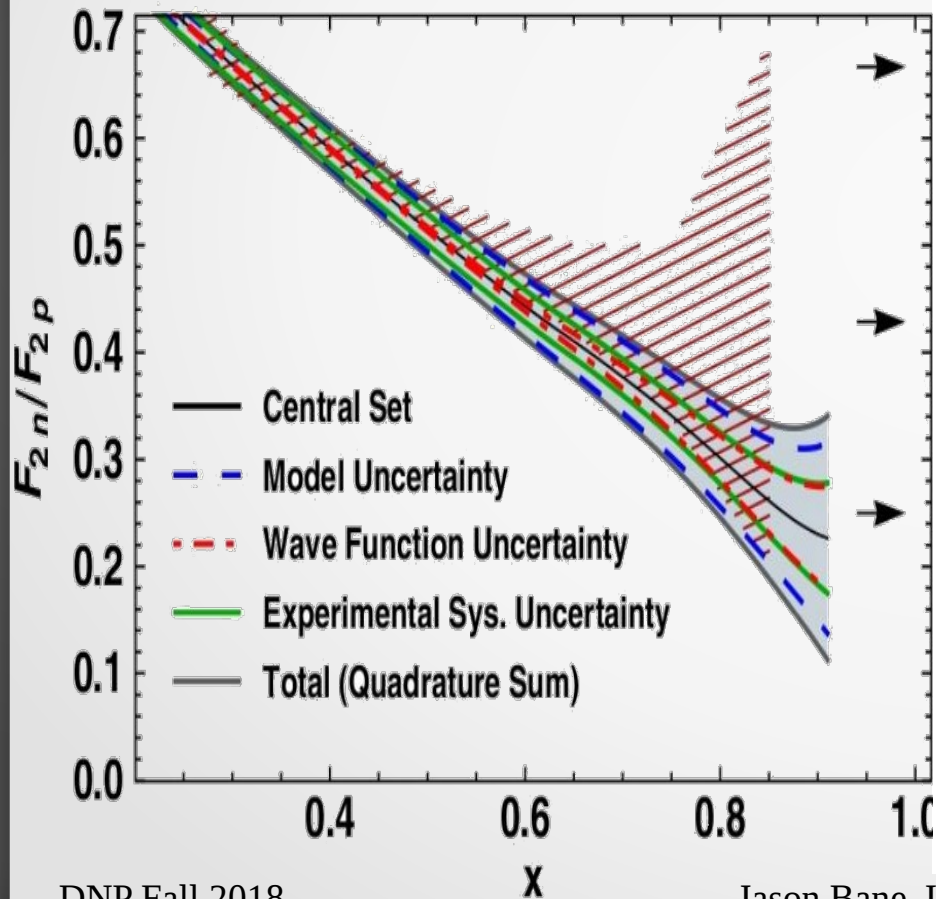 0.7
0.6
0.5
0.4
0.3
0.2
0.1
0.0
F2n/F2p
Central Set
Model Uncertainty
Wave Function Uncertainty
Experimental Sys. Uncertainty
Total (Quadrature Sum)
0.4 0.6 0.8 1.0
x
DNP Fall 2018 Jason Bane,